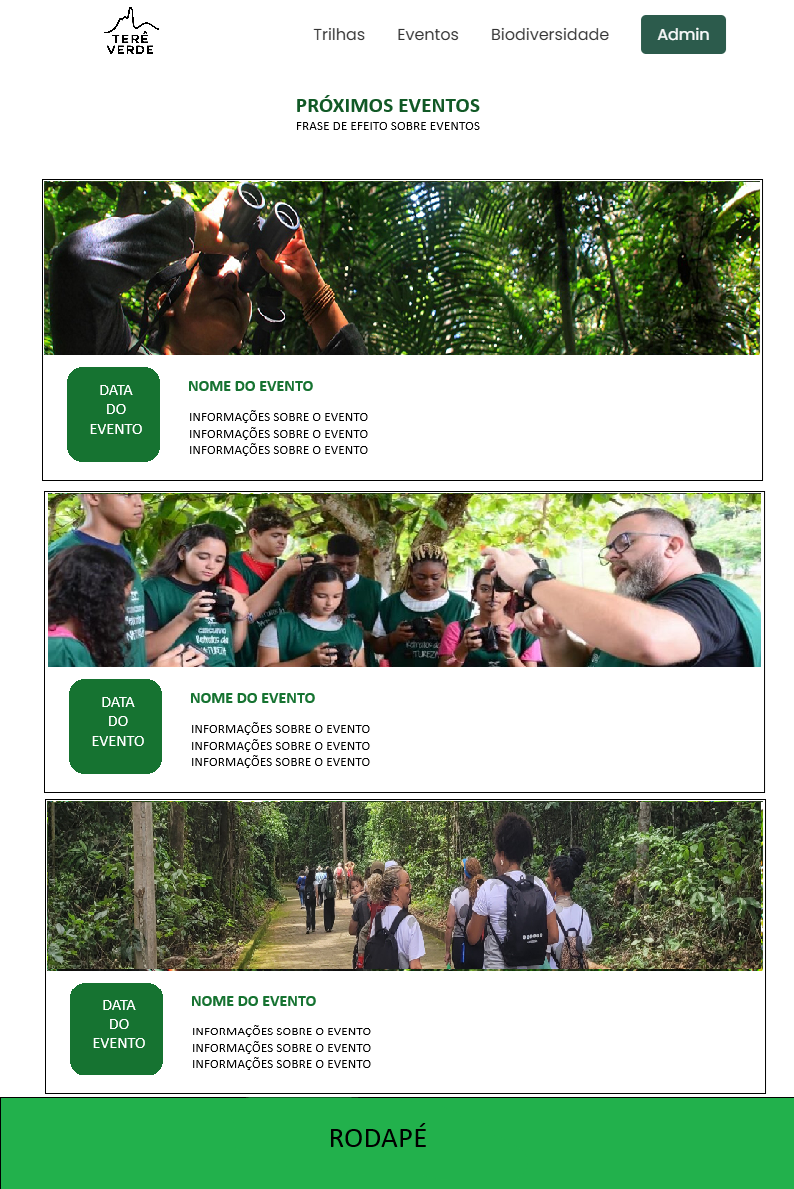 TERÊ
VERDE
Trilhas
Eventos
Biodiversidade
Admin
PRÓXIMOS EVENTOS
FRASE DE EFEITO SOBRE EVENTOS
DATA
DO
EVENTO
NOME DO EVENTO
INFORMAÇÕES SOBRE O EVENTO
INFORMAÇÕES SOBRE O EVENTO
INFORMAÇÕES SOBRE O EVENTO
DATA
DO
EVENTO
NOME DO EVENTO
INFORMAÇÕES SOBRE O EVENTO
INFORMAÇÕES SOBRE O EVENTO
INFORMAÇÕES SOBRE O EVENTO
DATA
DO
EVENTO
NOME DO EVENTO
INFORMAÇÕES SOBRE O EVENTO
INFORMAÇÕES SOBRE O EVENTO
INFORMAÇÕES SOBRE O EVENTO
RODAPÉ